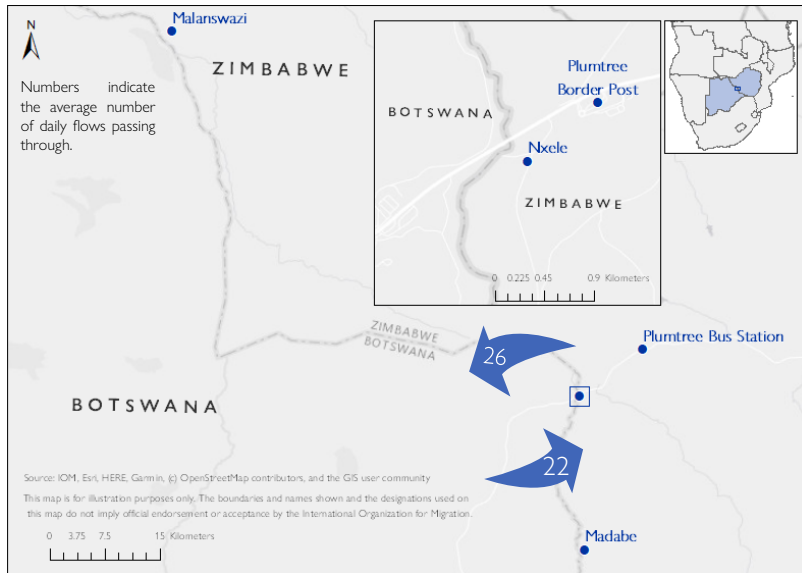 Malanswazi
N
ZIMBABWE
Numbers indicate
the average number
of daily flows passing
through.
Plumtree
Border Post
BOTSWANA
Nxele
ZIMBABWE
0 0.225 0.45 0.9 Kilometers
ZIMBABWE
BOTSWANA
26
Plumtree Bus Station
BOTSWANA
22
Source: IOM, Esri, HERE, Garmin, (c) OpenStreetMap contributors, and the GIS user community
This map is for illustration purposes only. The boundaries and names shown and the designations used on
this map do not imply official endorsement or acceptance by the International Organization for Migration.
0 3.75 7.5 15 Kilometers
Madabe